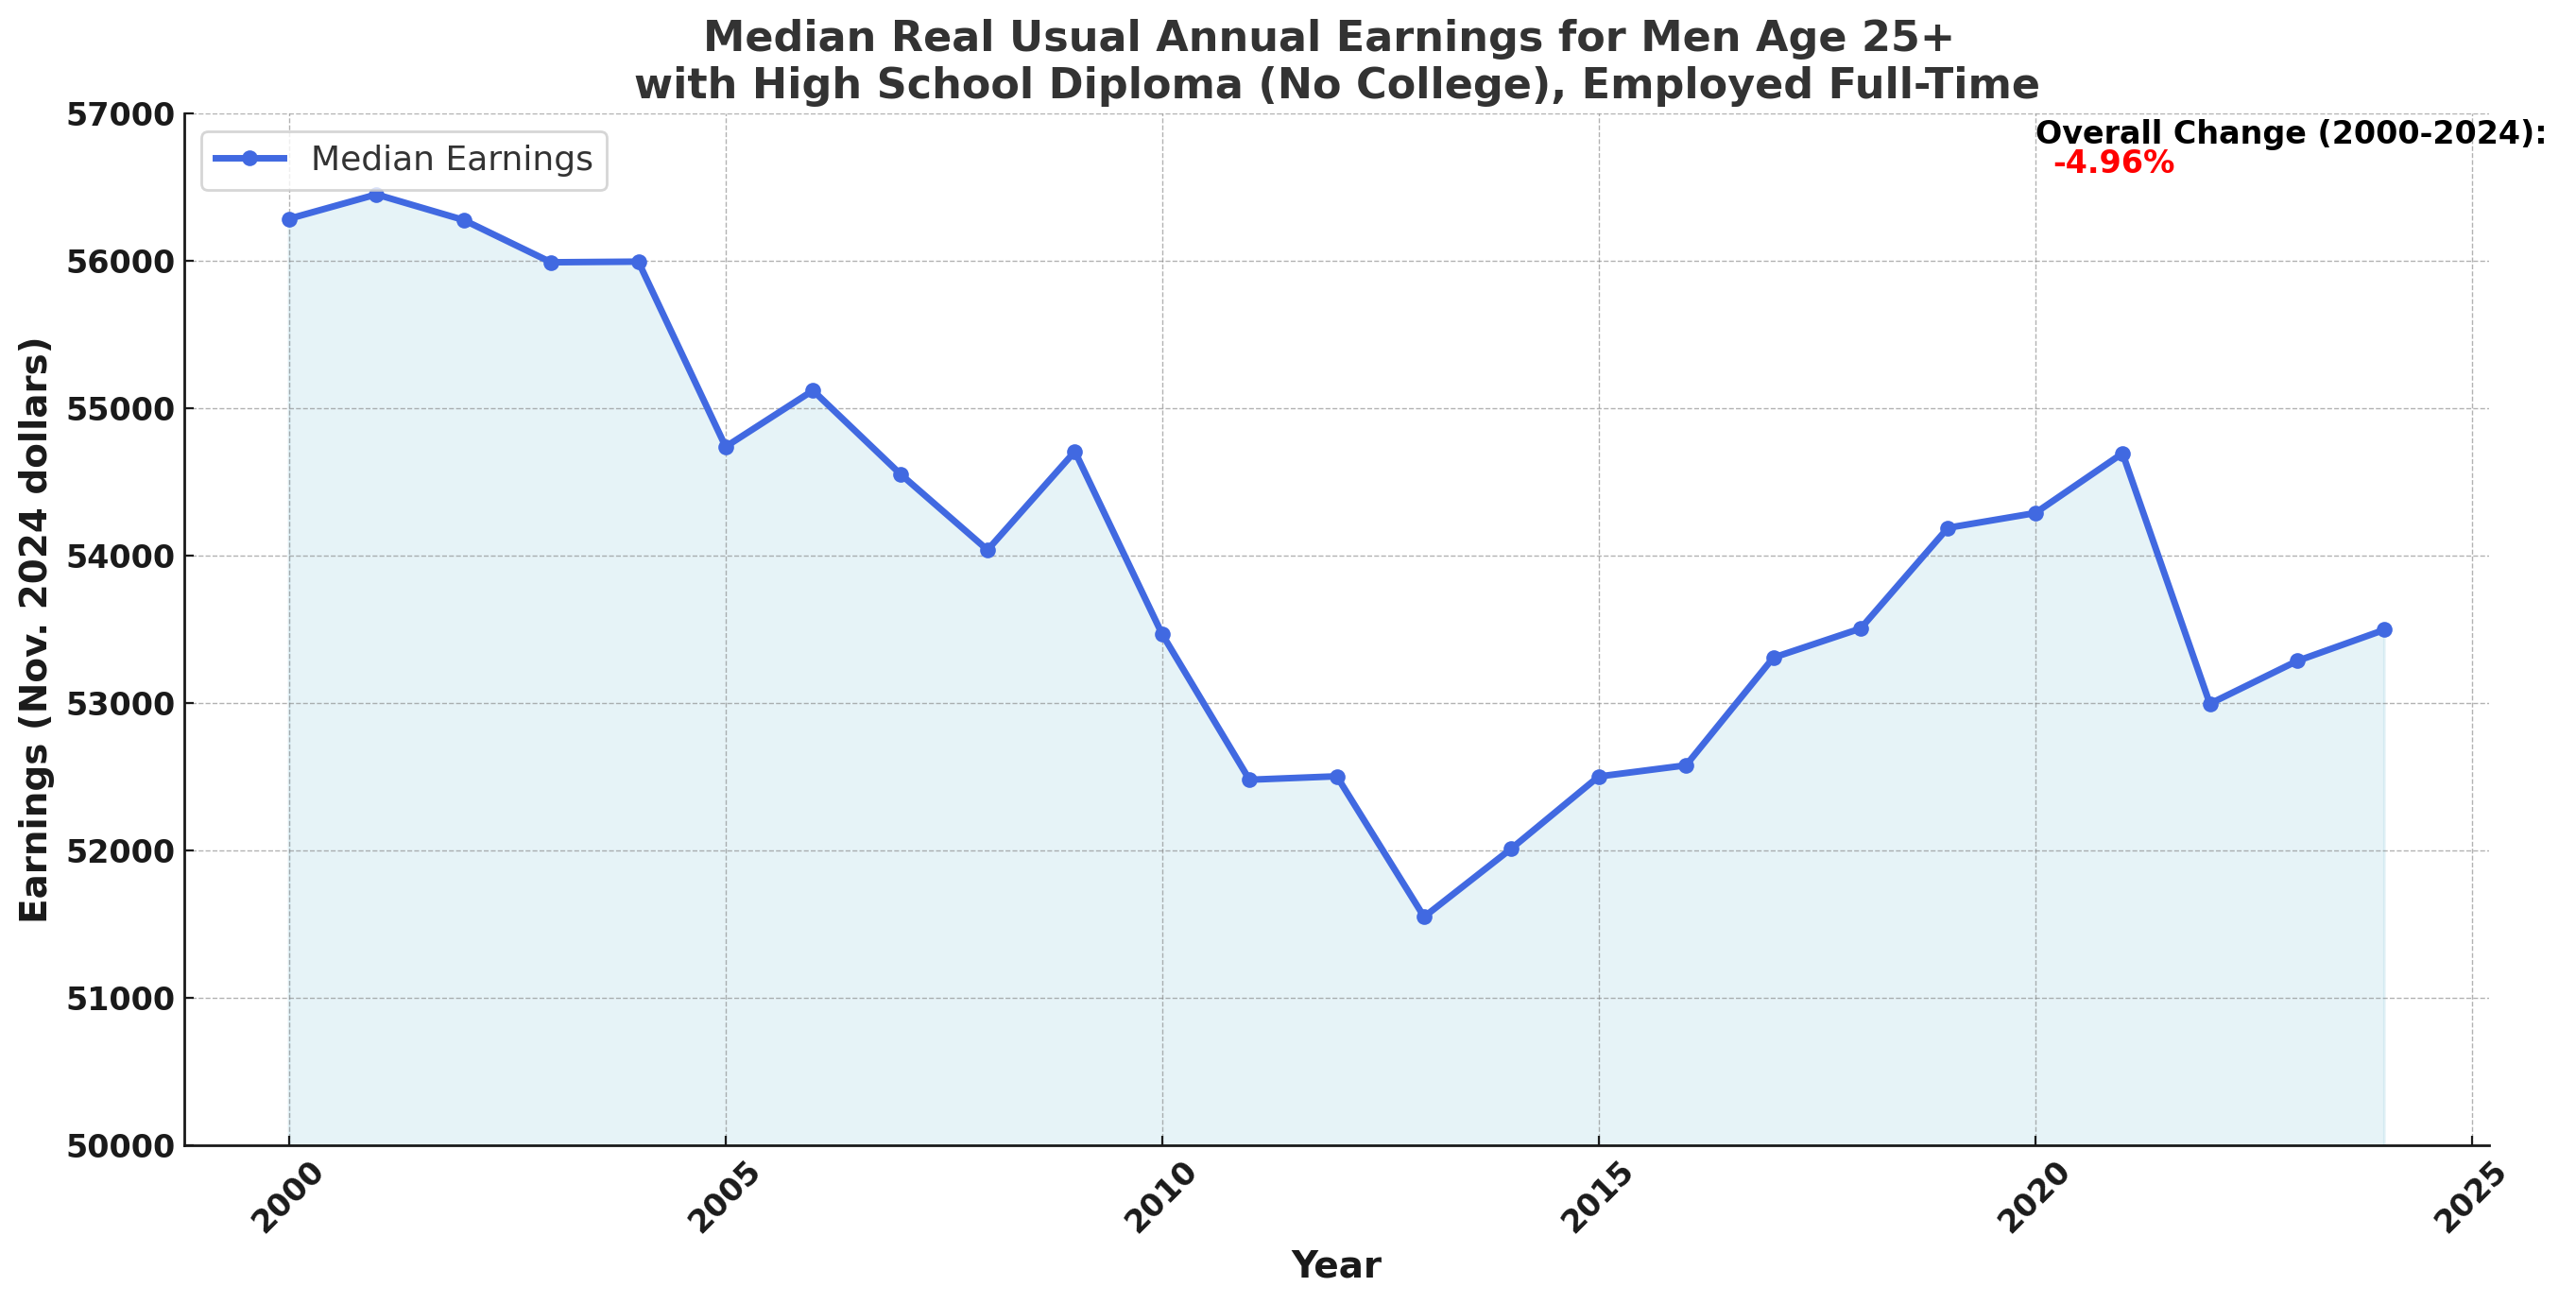 Median Real Usual Annual Earnings for Men Age 25+
with High School Diploma (No College), Employed Full-Time
Median Earnings
Overall Change (2000-2024):
-4.96%
Earnings (Nov. 2024 dollars)
57000
56000
55000
54000
53000
52000
51000
50000
2000
2005
2010
2015
2020
2025
Year